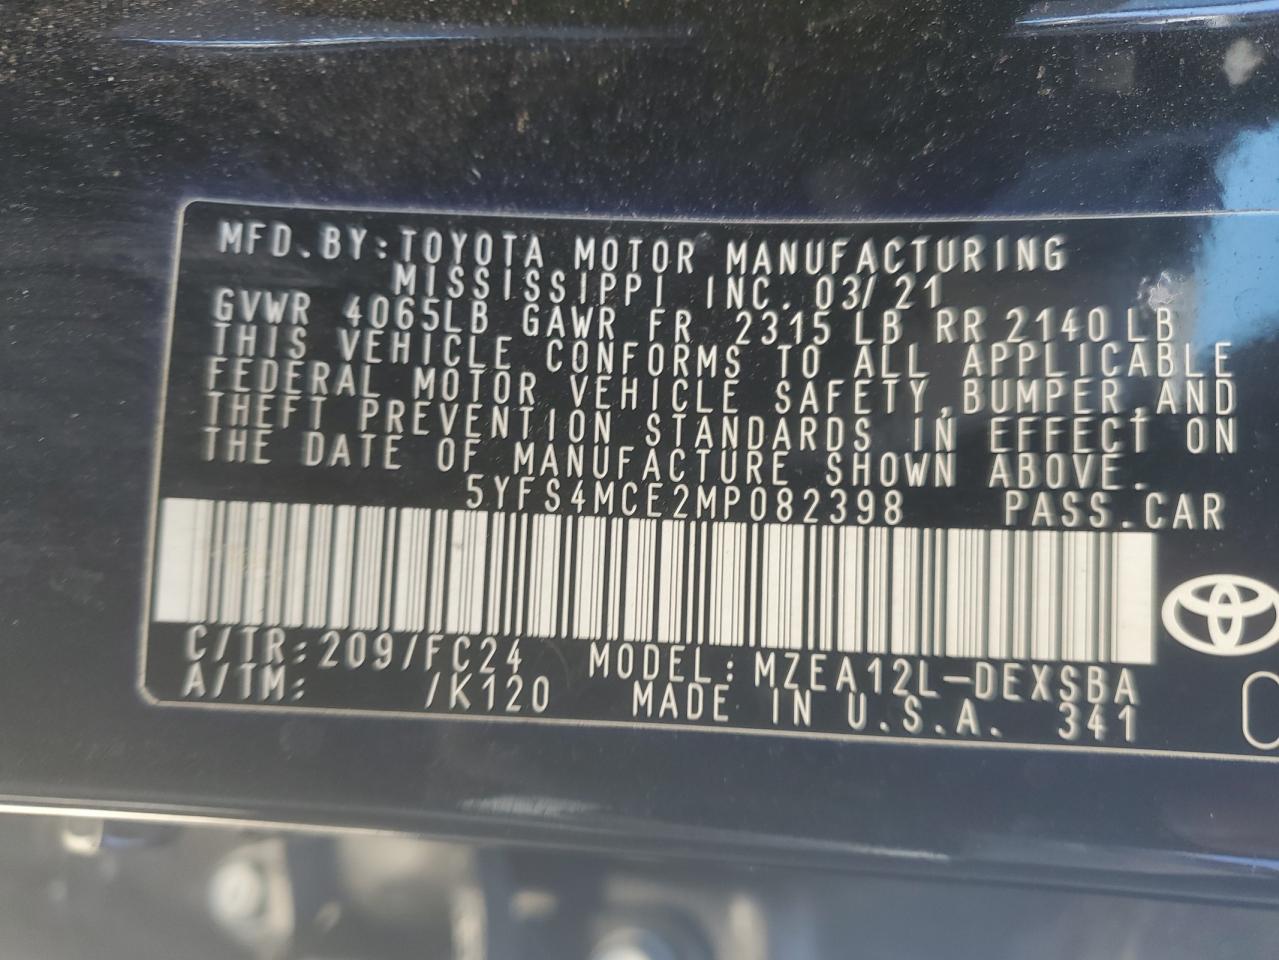 MFD.BY:TOYOTA MOTOR MANUFACTURING
MISSISSIPPI INC. 03/21
GVWR 4065LB GAWR FR 2315 LB RR 2140 LB
THIS VEHICLE CONFORMS TO ALL APPLICABLE
FEDERAL MOTOR VEHICLE SAFETY,BUMPER,AND
THEFT PREVENTION STANDARDS IN EFFECT ON
THE DATE OF MANUFACTURE SHOWN ABOVE.
5YFS4MCE2MP082398 PASS.CAR
C/TR:209/FC24 MODEL:MZEA12L-DEXSBA
A/TM: /K120 MADE IN U.S.A. 341